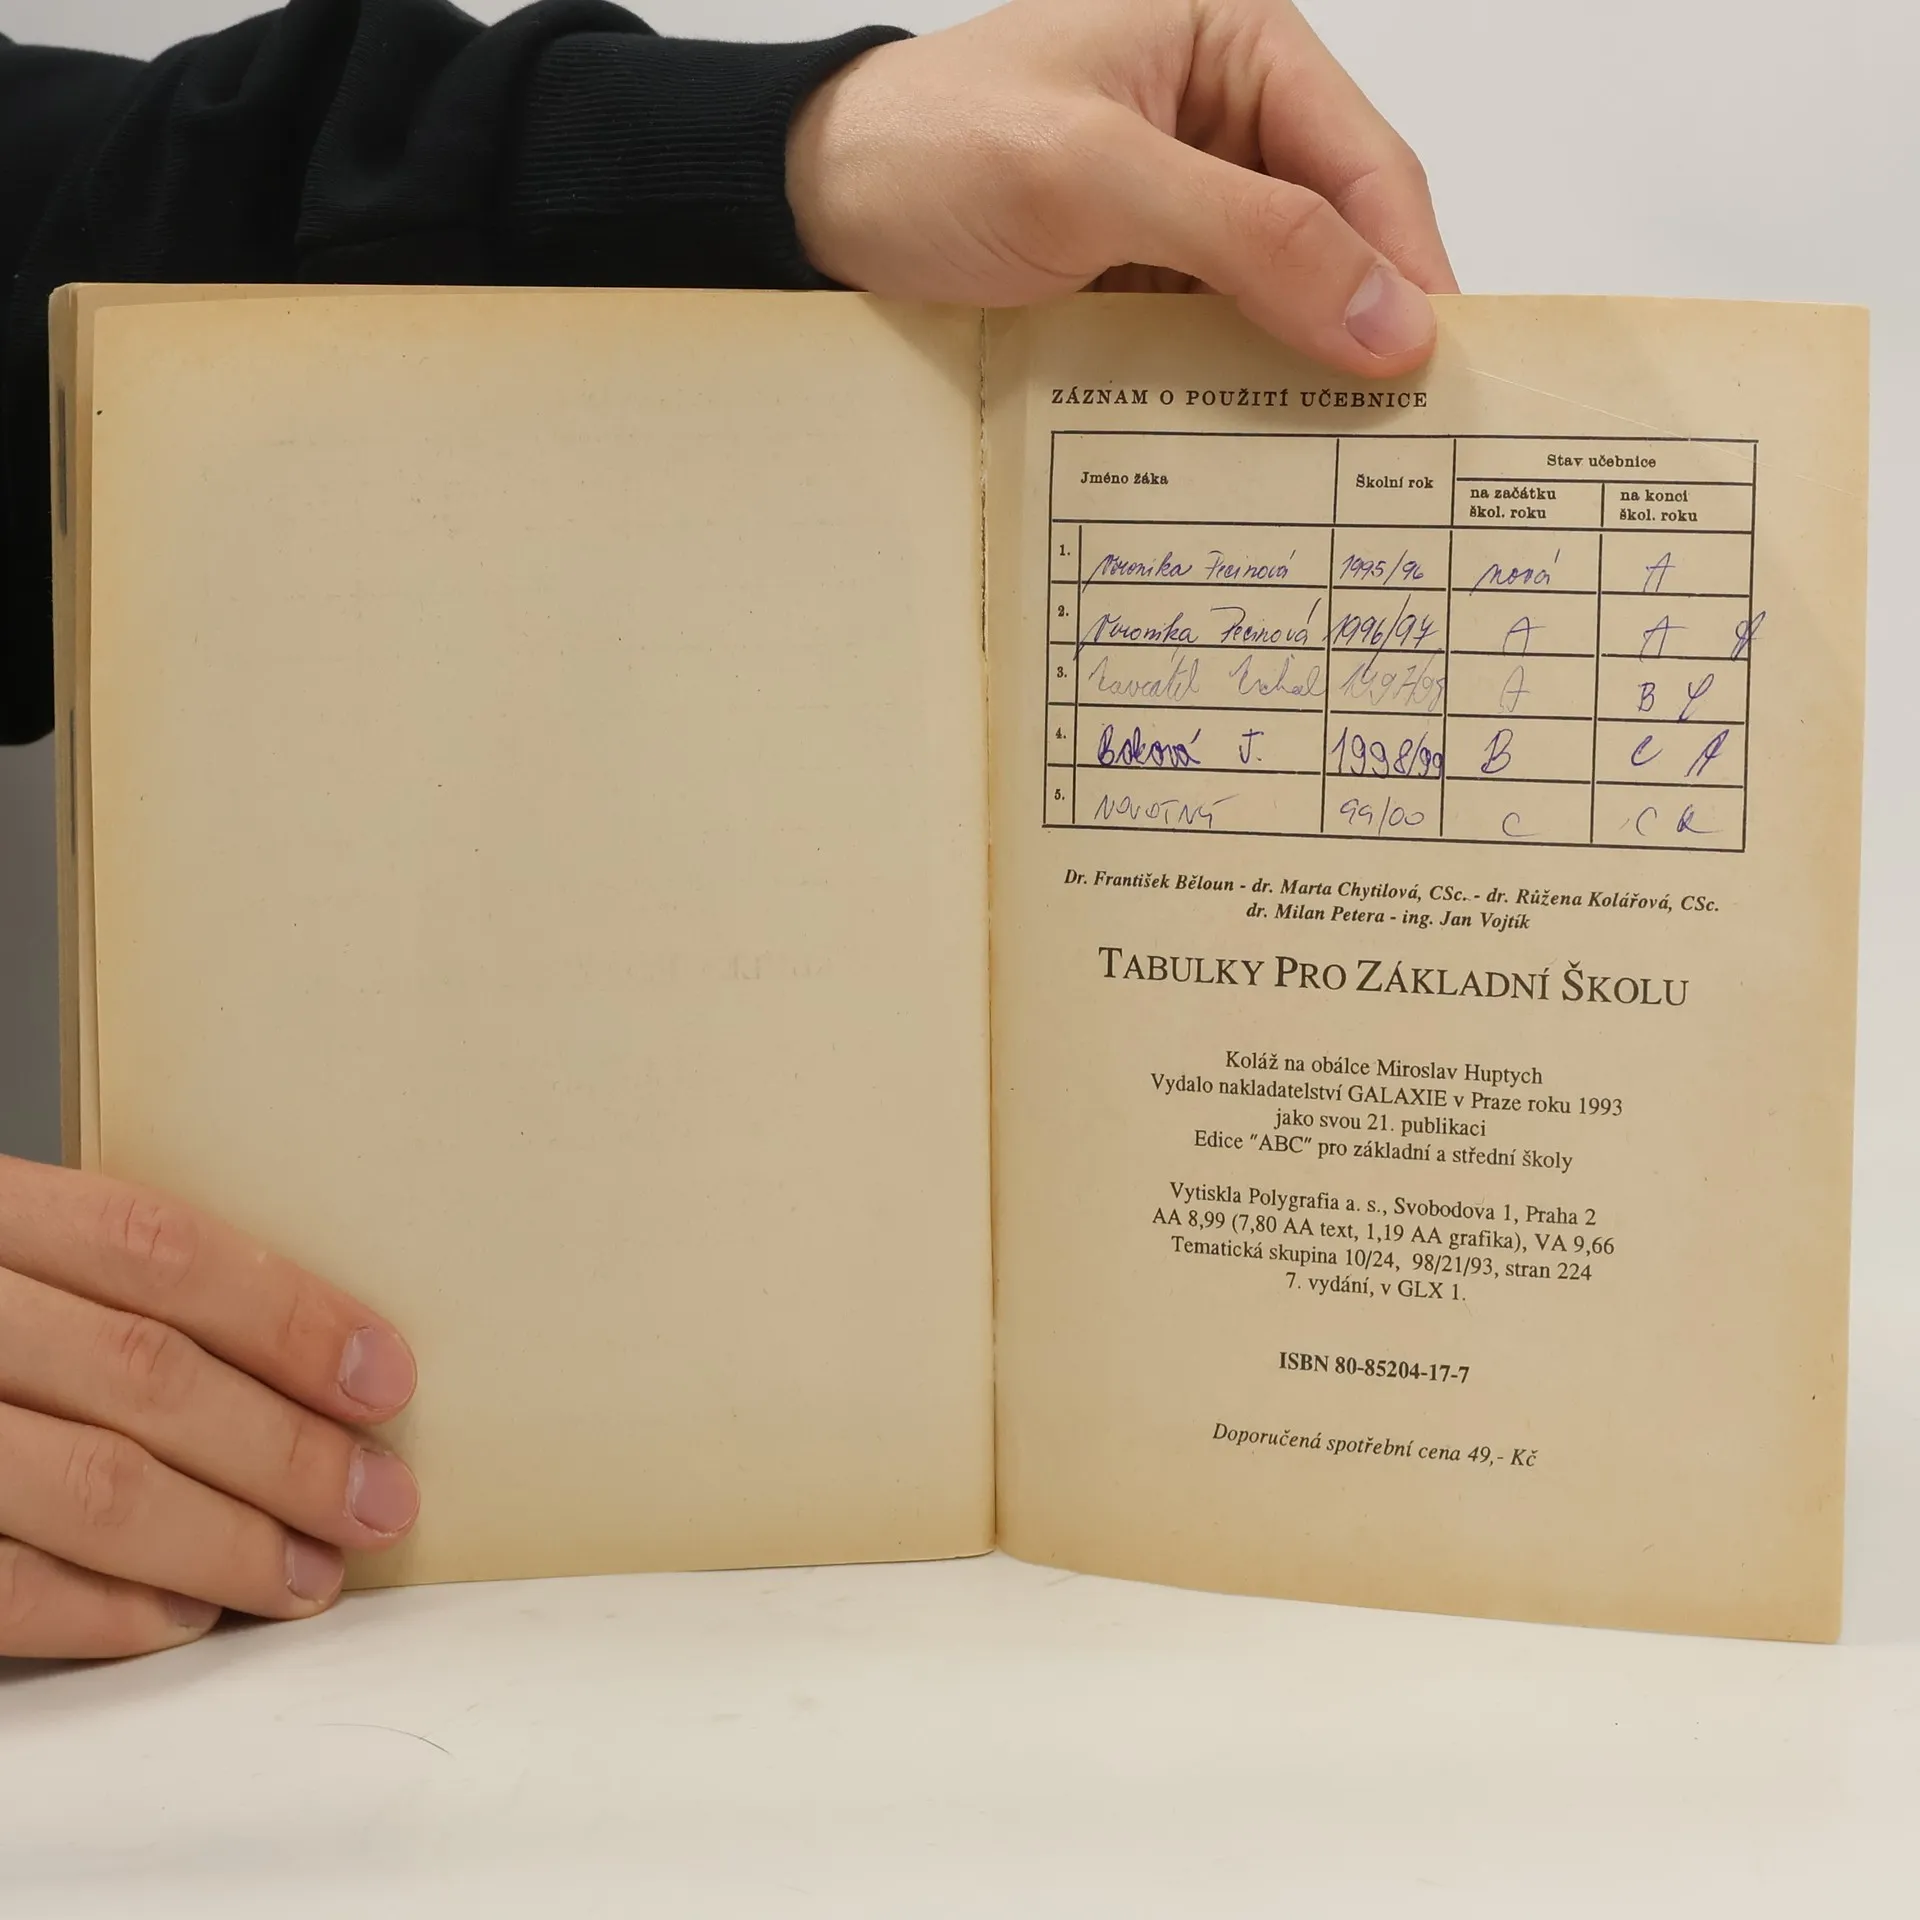 ZÁZNAM O POUŽITÍ UČEBNICE
Jméno žáka Školní rok Stav učebnice
na začátku škol. roku na konci škol. roku
1. Veronika Pecinová 1995/96 nová A
2. Veronika Pecinová 1996/97 A A
3. 1997/98 A B
4. J. 1998/99 B C
5. NOVOTNÝ 99/00 C C
Dr. František Běloun - dr. Marta Chytilová, CSc. - dr. Růžena Kolářová, CSc.
dr. Milan Petera - ing. Jan Vojtík
TABULKY PRO ZÁKLADNÍ ŠKOLU
Koláž na obálce Miroslav Huptych
Vydalo nakladatelství GALAXIE v Praze roku 1993
jako svou 21. publikaci
Edice "ABC" pro základní a střední školy
Vytiskla Polygrafia a. s., Svobodova 1, Praha 2
AA 8,99 (7,80 AA text, 1,19 AA grafika), VA 9,66
Tematická skupina 10/24, 98/21/93, stran 224
7. vydání, v GLX 1.
ISBN 80-85204-17-7
Doporučená spotřební cena 49,- Kč